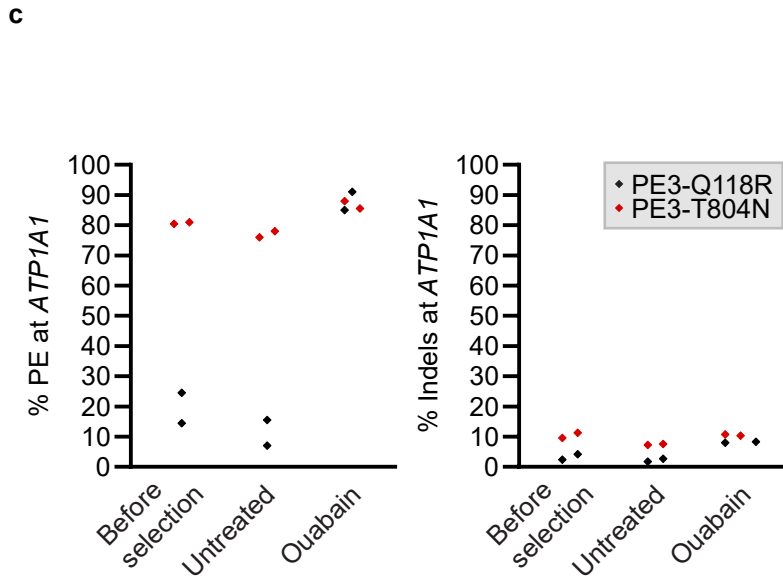 c
% PE at ATP1A1
100
90
80
70
60
50
40
30
20
10
0
Before
selection
Untreated
Ouabain
% Indels at ATP1A1
100
90
80
70
60
50
40
30
20
10
0
Before
selection
Untreated
Ouabain
PE3-Q118R
PE3-T804N